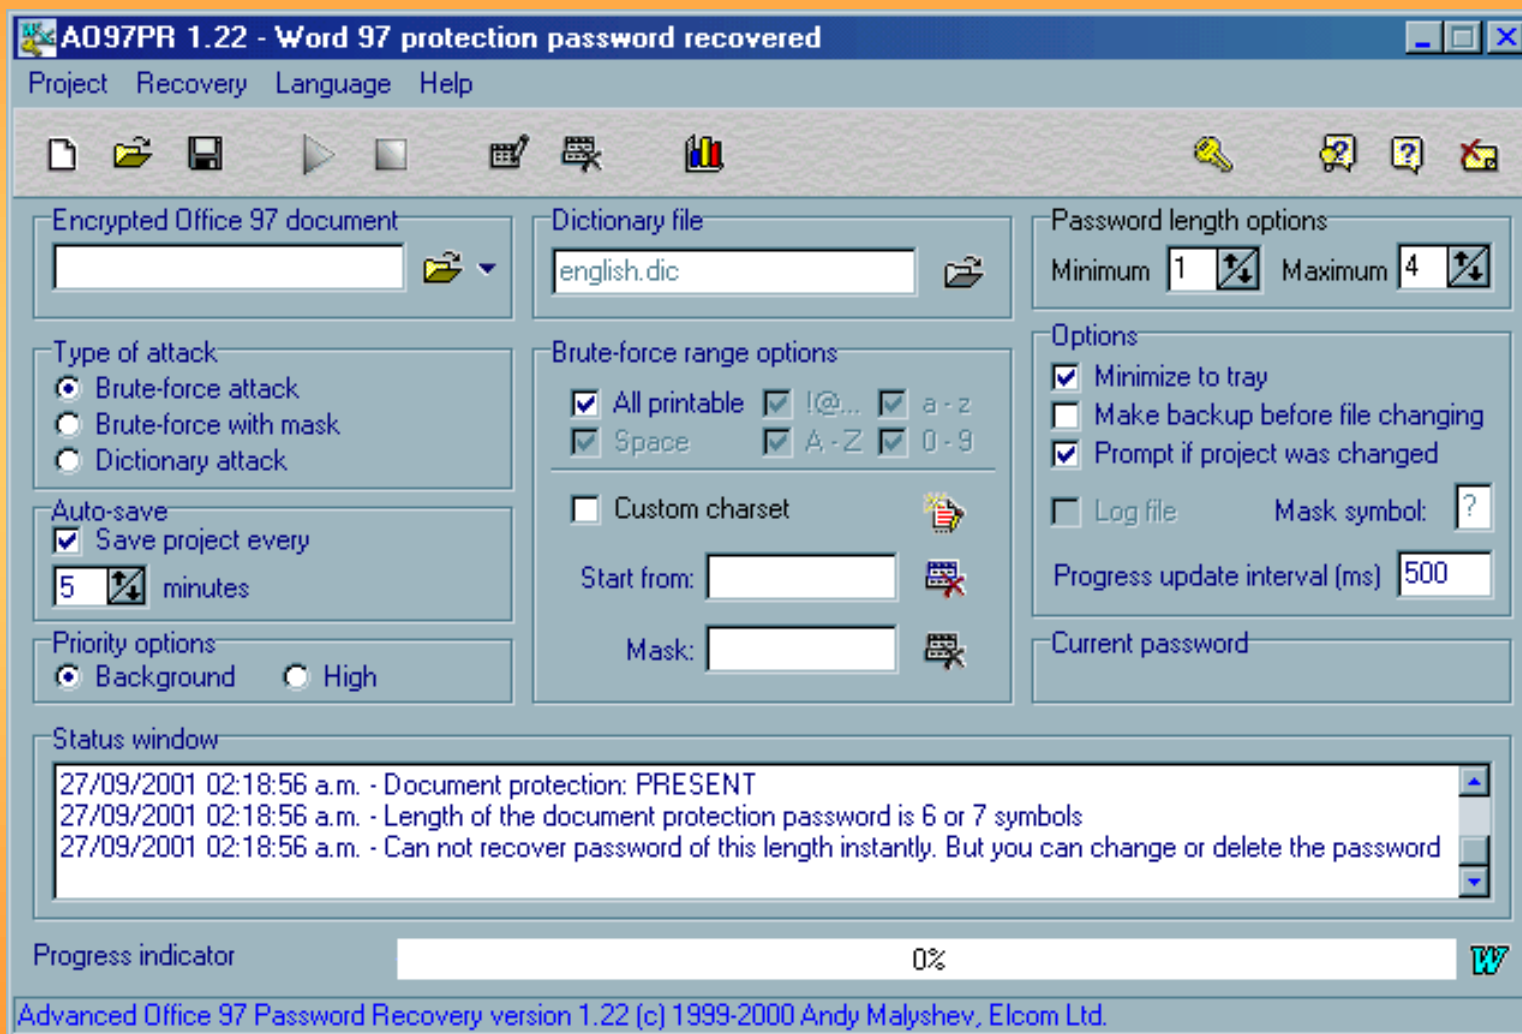 AO97PR 1.22 - Word 97 protection password recovered
Project Recovery Language Help
Encrypted Office 97 document
Dictionary file
english.dic
Password length options
Minimum 1 Maximum 4
Type of attack
Brute-force attack
Brute-force with mask
Dictionary attack
Brute-force range options
All printable !@... a - z
Space A - Z 0 - 9
Options
Minimize to tray
Make backup before file changing
Prompt if project was changed
Log file Mask symbol: ?
Progress update interval (ms) 500
Auto-save
Save project every
5 minutes
Custom charset
Start from:
Mask:
Priority options
Background High
Current password
Status window
27/09/2001 02:18:56 a.m. - Document protection: PRESENT
27/09/2001 02:18:56 a.m. - Length of the document protection password is 6 or 7 symbols
27/09/2001 02:18:56 a.m. - Can not recover password of this length instantly. But you can change or delete the password
Progress indicator
0%
W
Advanced Office 97 Password Recovery version 1.22 (c) 1999-2000 Andy Malyshev, Elcom Ltd.